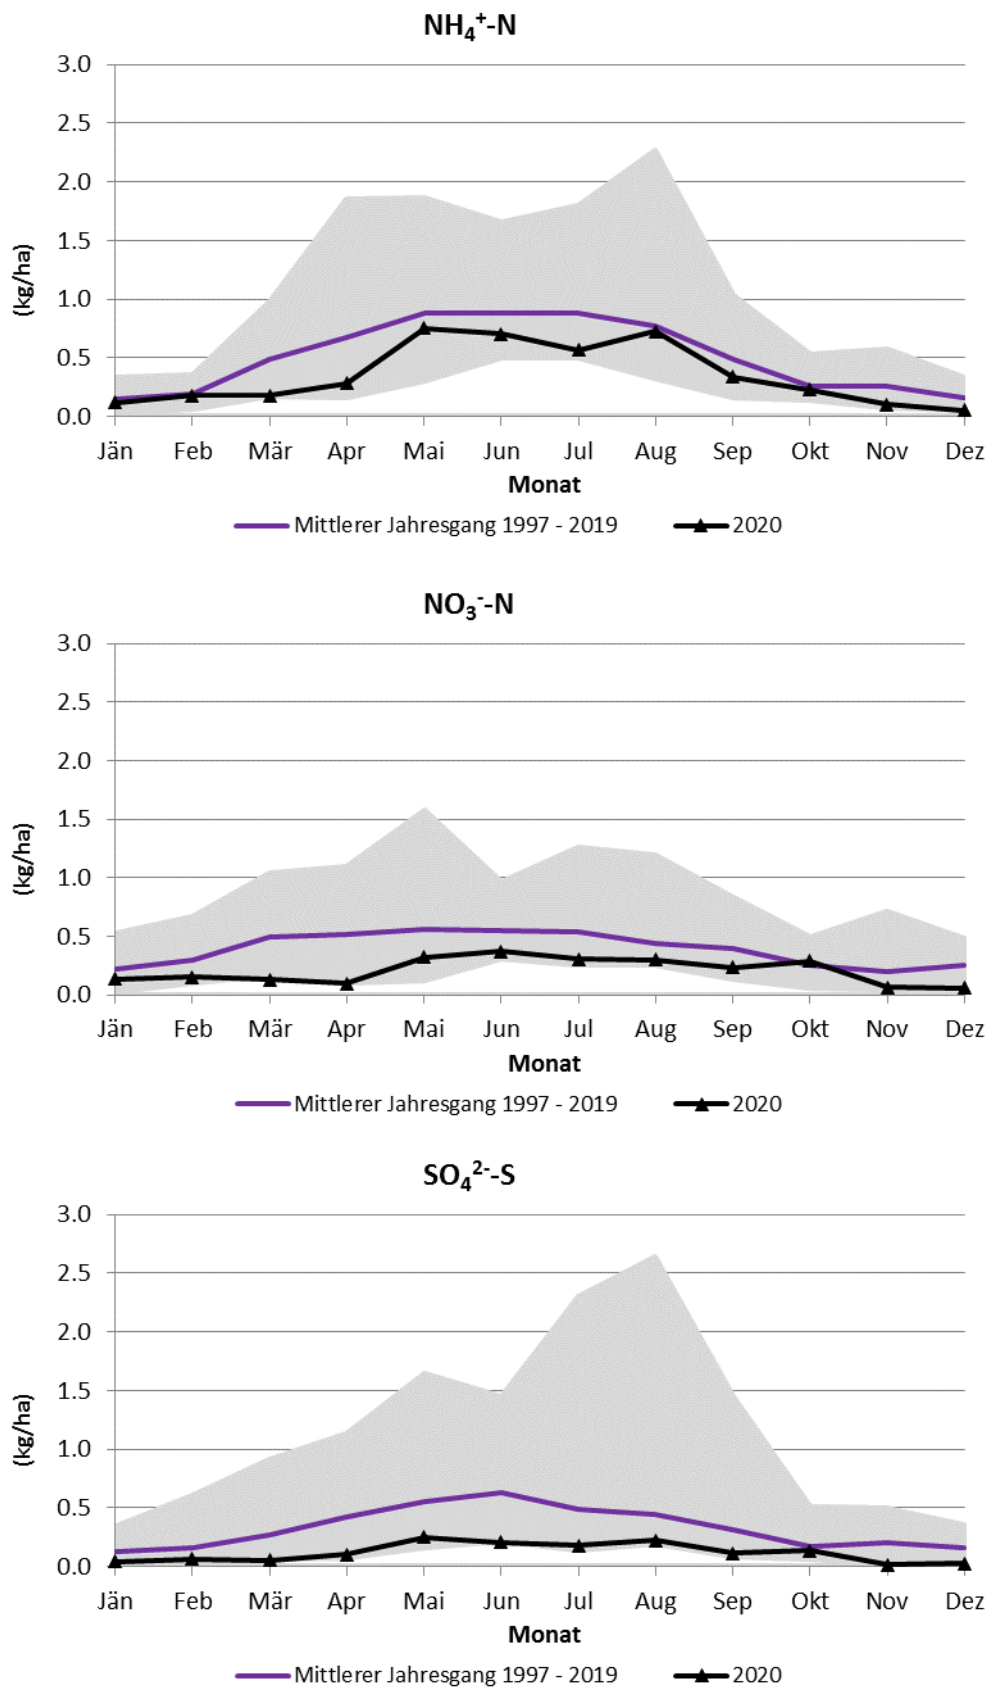 NH₄⁺-N
3.0
2.5
2.0
1.5
1.0
0.5
0.0
(kg/ha)
Jän Feb Mär Apr Mai Jun Jul Aug Sep Okt Nov Dez
Monat
Mittlerer Jahresgang 1997 - 2019 2020
NO₃⁻-N
3.0
2.5
2.0
1.5
1.0
0.5
0.0
(kg/ha)
Jän Feb Mär Apr Mai Jun Jul Aug Sep Okt Nov Dez
Monat
Mittlerer Jahresgang 1997 - 2019 2020
SO₄²⁻-S
3.0
2.5
2.0
1.5
1.0
0.5
0.0
(kg/ha)
Jän Feb Mär Apr Mai Jun Jul Aug Sep Okt Nov Dez
Monat
Mittlerer Jahresgang 1997 - 2019 2020